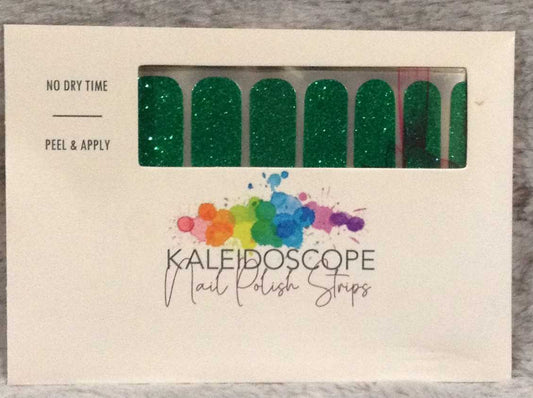 NO DRY TIME
PEEL & APPLY
KALEIDOSCOPE
Nail Polish Strips